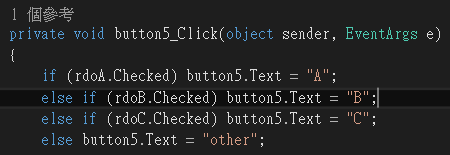 1 個參考
private void button5_Click(object sender, EventArgs e)
{
if (rdoA.Checked) button5.Text = "A";
else if (rdoB.Checked) button5.Text = "B";
else if (rdoC.Checked) button5.Text = "C";
else button5.Text = "other";